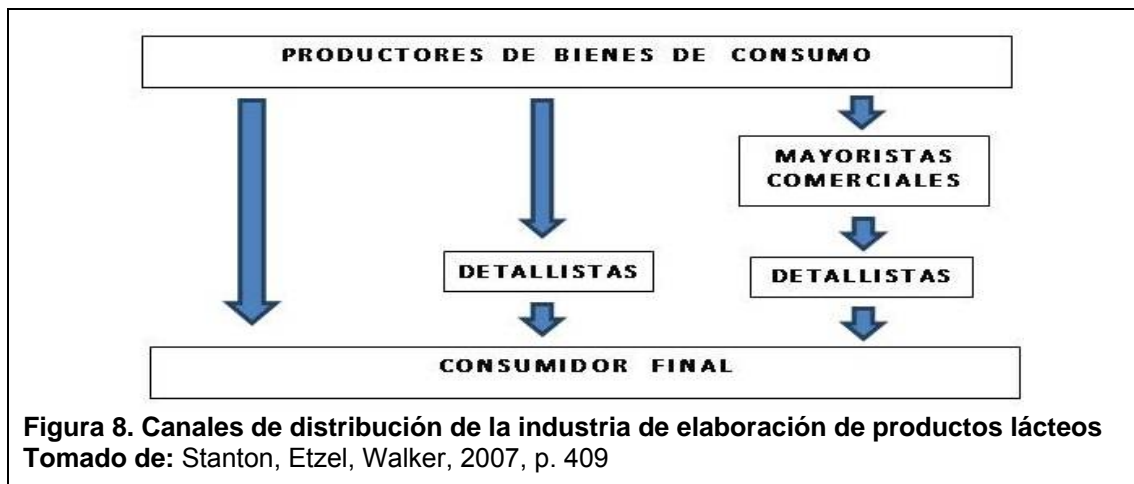 PRODUCTORES DE BIENES DE CONSUMO
MAYORISTAS
COMERCIALES
DETALLISTAS
DETALLISTAS
CONSUMIDOR FINAL
Figura 8. Canales de distribución de la industria de elaboración de productos lácteos
Tomado de: Stanton, Etzel, Walker, 2007, p. 409